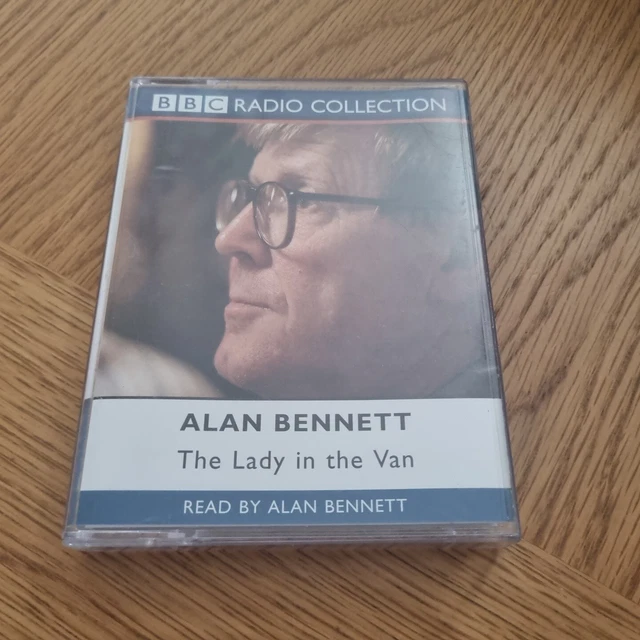 BBC RADIO COLLECTION
ALAN BENNETT
The Lady in the Van
READ BY ALAN BENNETT